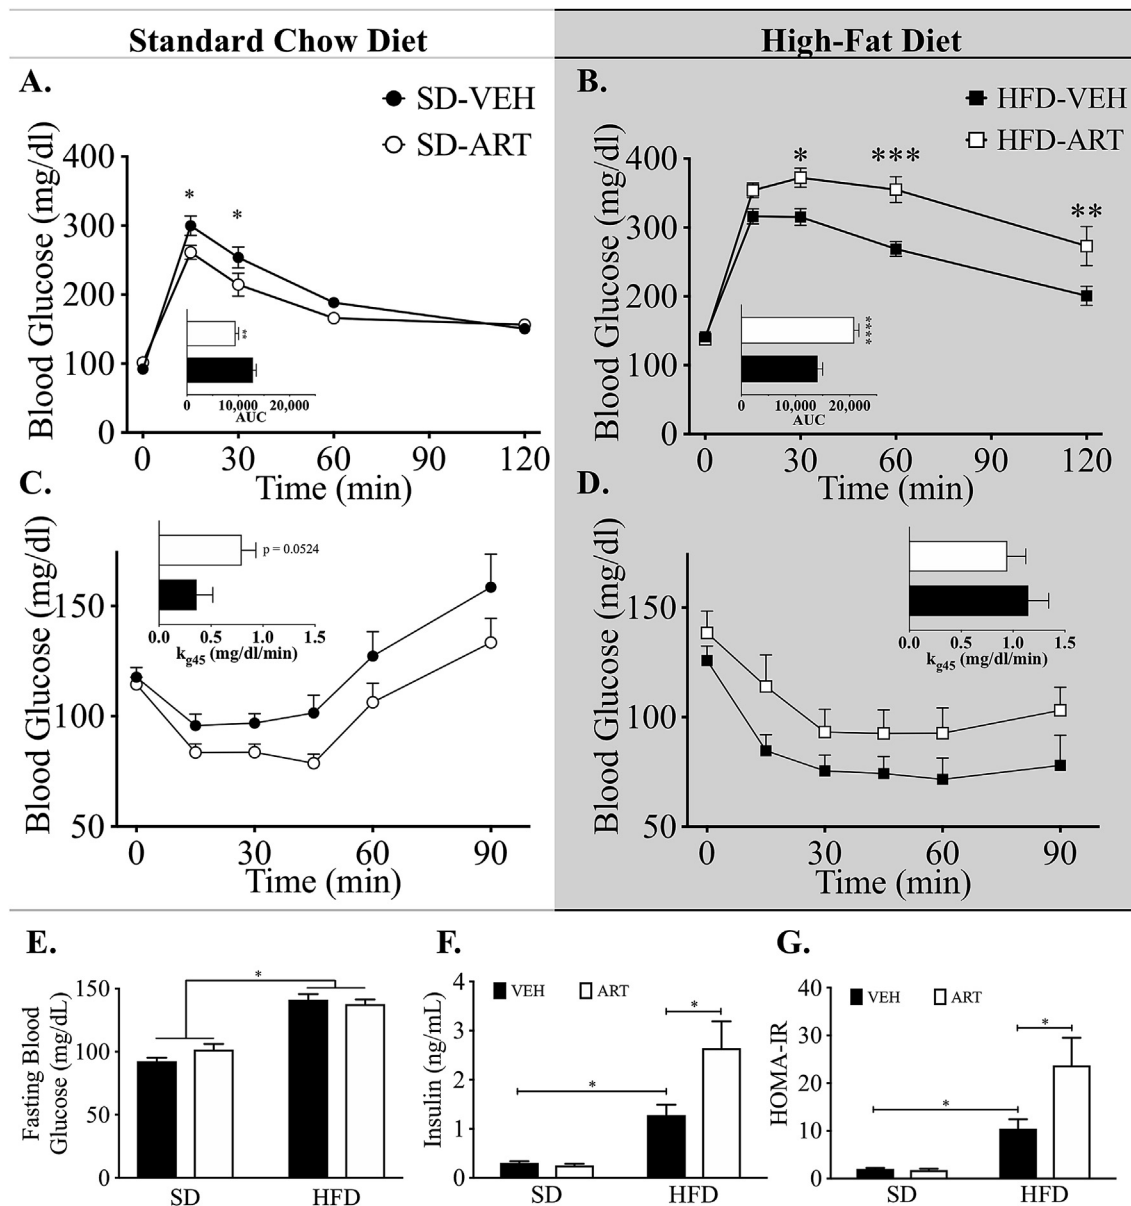 Standard Chow Diet
High-Fat Diet
A.
SD-VEH
SD-ART
Blood Glucose (mg/dl)
400
300
200
100
0
*
*
**
0 10,000 20,000
AUC
0 30 60 90 120
Time (min)
B.
HFD-VEH
HFD-ART
Blood Glucose (mg/dl)
400
300
200
100
0
*
***
**
****
0 10,000 20,000
AUC
0 30 60 90 120
Time (min)
C.
Blood Glucose (mg/dl)
150
100
50
p = 0.0524
0.0 0.5 1.0 1.5
kg45 (mg/dl/min)
0 30 60 90
Time (min)
D.
Blood Glucose (mg/dl)
150
100
50
0.0 0.5 1.0 1.5
kg45 (mg/dl/min)
0 30 60 90
Time (min)
E.
Fasting Blood
Glucose (mg/dL)
150
100
50
0
*
SD HFD
F.
VEH ART
Insulin (ng/mL)
4
3
2
1
0
*
*
SD HFD
G.
VEH ART
HOMA-IR
40
30
20
10
0
*
*
SD HFD